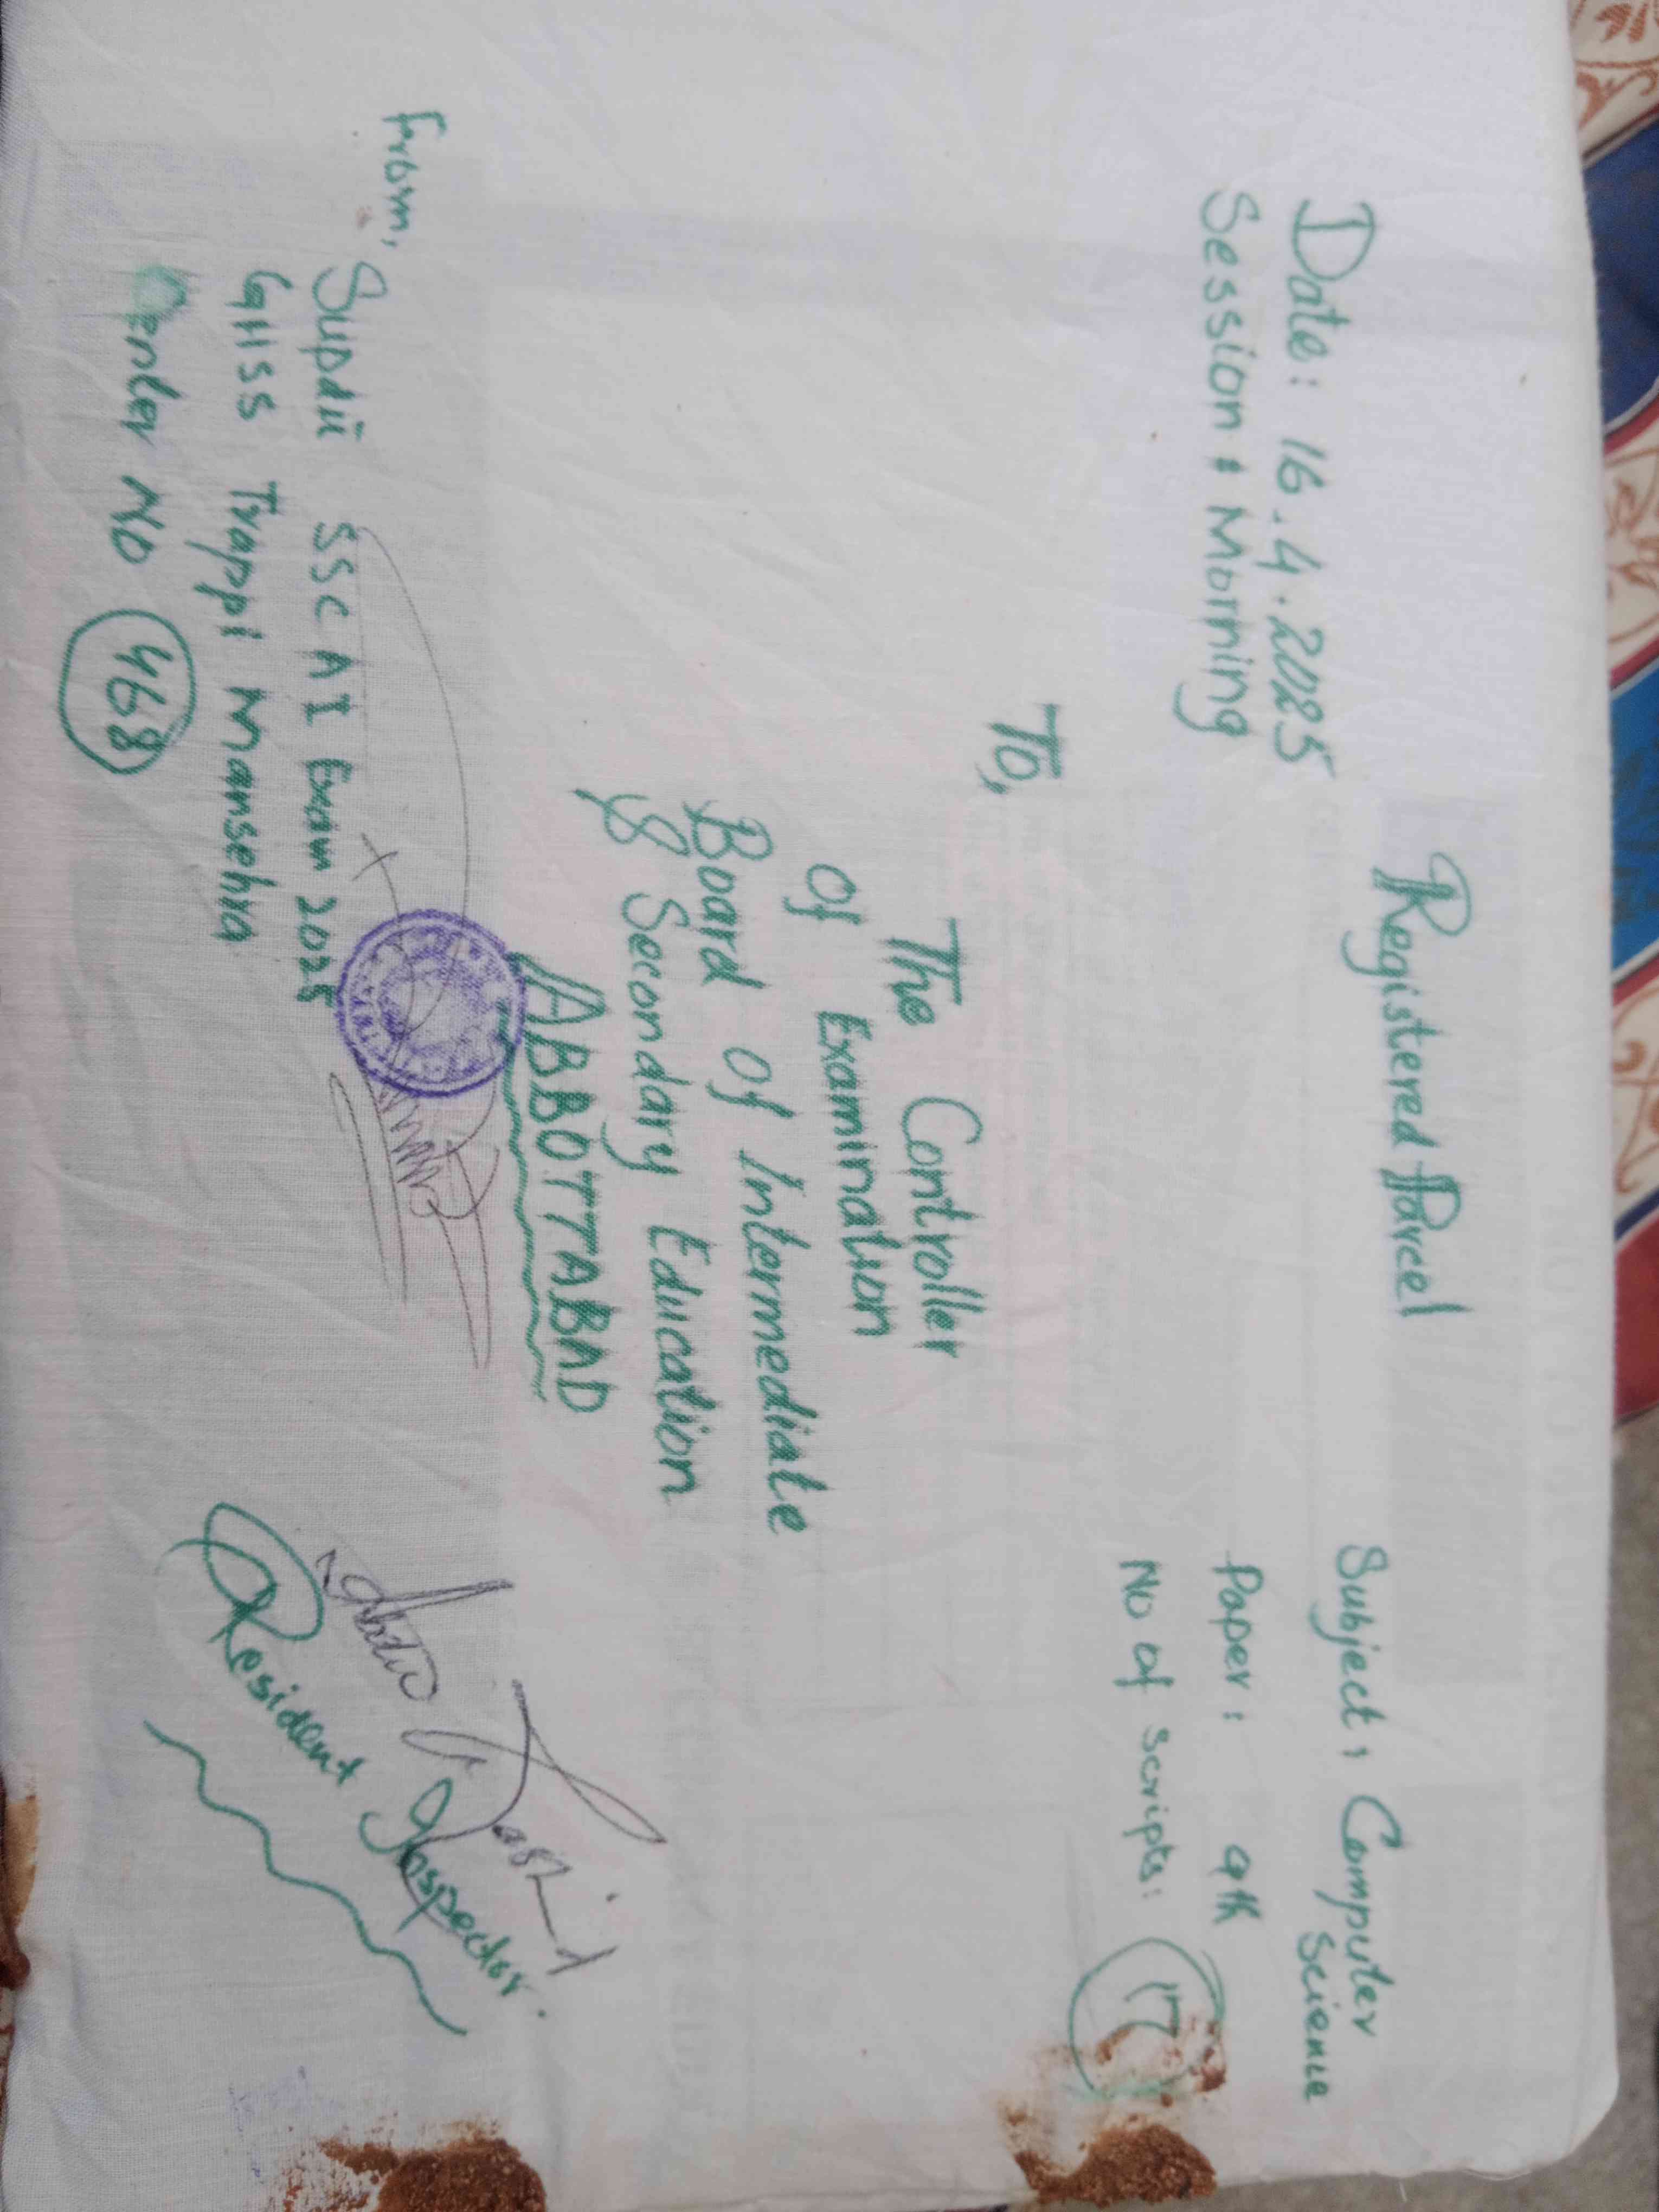 Registered Parcel
Date: 16.4.2025
Session: Morning
Subject: Computer Science
Paper: 9th
No of Scripts: 17
To,
The Controller
Of Examination
Board of Intermediate
& Secondary Education
ABBOTTABAD
From, Supdtt SSC AI Exam 2025
GHSS Trappi Mansehra
Center No 468
Resident Inspector.